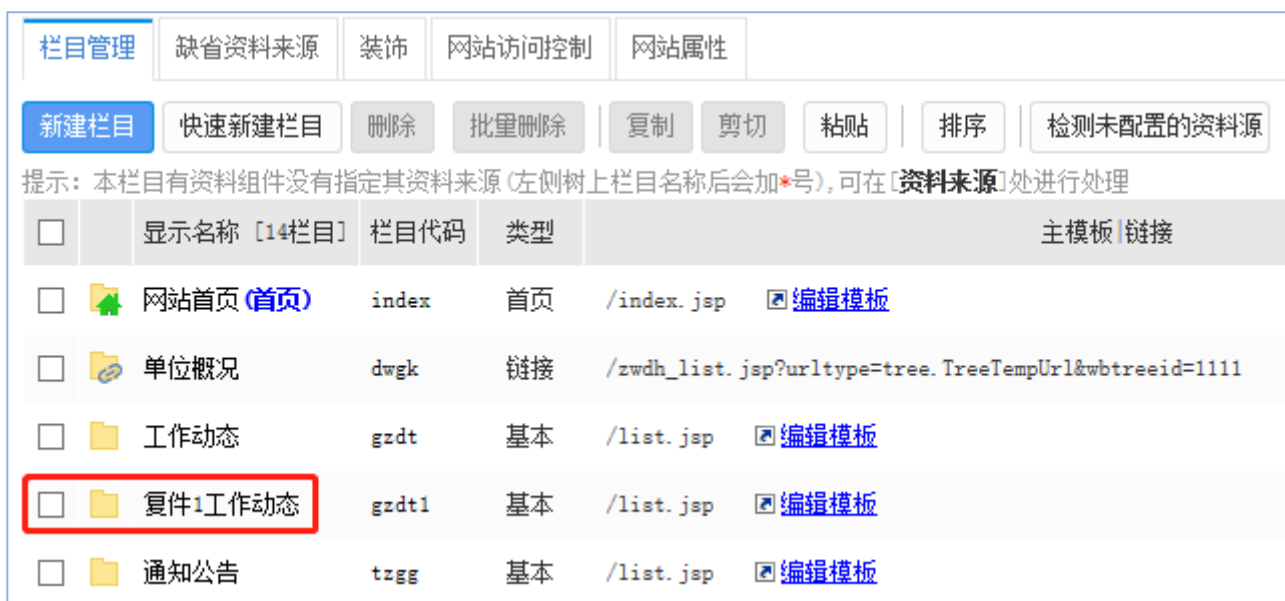 栏目管理 缺省资料来源 装饰 网站访问控制 网站属性
新建栏目 快速新建栏目 删除 批量删除 复制 剪切 粘贴 排序 检测未配置的资料源
提示: 本栏目有资料组件没有指定其资料来源(左侧树上栏目名称后会加*号),可在[资料来源]处进行处理
显示名称 [14栏目] 栏目代码 类型 主模板|链接
网站首页(首页) index 首页 /index.jsp 编辑模板
单位概况 dwgk 链接 /zwdh_list.jsp?urltype=tree.TreeTempUrl&wbtreeid=1111
工作动态 gzdt 基本 /list.jsp 编辑模板
复件1工作动态 gzdt1 基本 /list.jsp 编辑模板
通知公告 tzgg 基本 /list.jsp 编辑模板